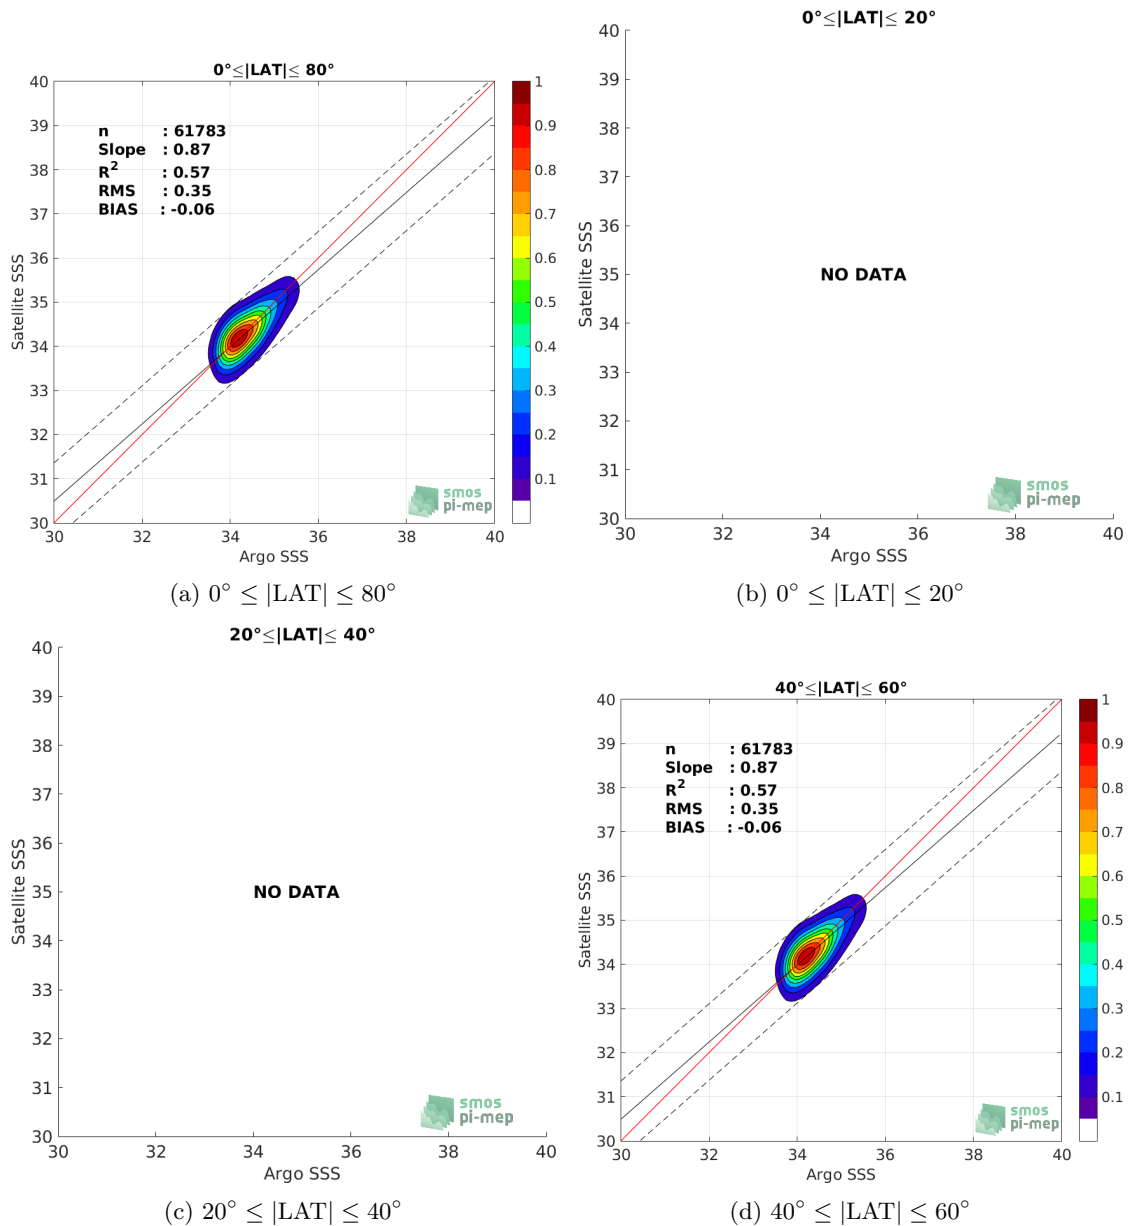 0°≤|LAT|≤ 80°
40
39
38
37
36
35
34
33
32
31
30
Satellite SSS
n : 61783
Slope : 0.87
R² : 0.57
RMS : 0.35
BIAS : -0.06
smos
pi-mep
30 32 34 36 38 40
Argo SSS
1
0.9
0.8
0.7
0.6
0.5
0.4
0.3
0.2
0.1
(a) 0° ≤ |LAT| ≤ 80°
0°≤|LAT|≤ 20°
40
39
38
37
36
35
34
33
32
31
30
Satellite SSS
NO DATA
smos
pi-mep
30 32 34 36 38 40
Argo SSS
(b) 0° ≤ |LAT| ≤ 20°
20°≤|LAT|≤ 40°
40
39
38
37
36
35
34
33
32
31
30
Satellite SSS
NO DATA
smos
pi-mep
30 32 34 36 38 40
Argo SSS
(c) 20° ≤ |LAT| ≤ 40°
40°≤|LAT|≤ 60°
40
39
38
37
36
35
34
33
32
31
30
Satellite SSS
n : 61783
Slope : 0.87
R² : 0.57
RMS : 0.35
BIAS : -0.06
smos
pi-mep
30 32 34 36 38 40
Argo SSS
1
0.9
0.8
0.7
0.6
0.5
0.4
0.3
0.2
0.1
(d) 40° ≤ |LAT| ≤ 60°